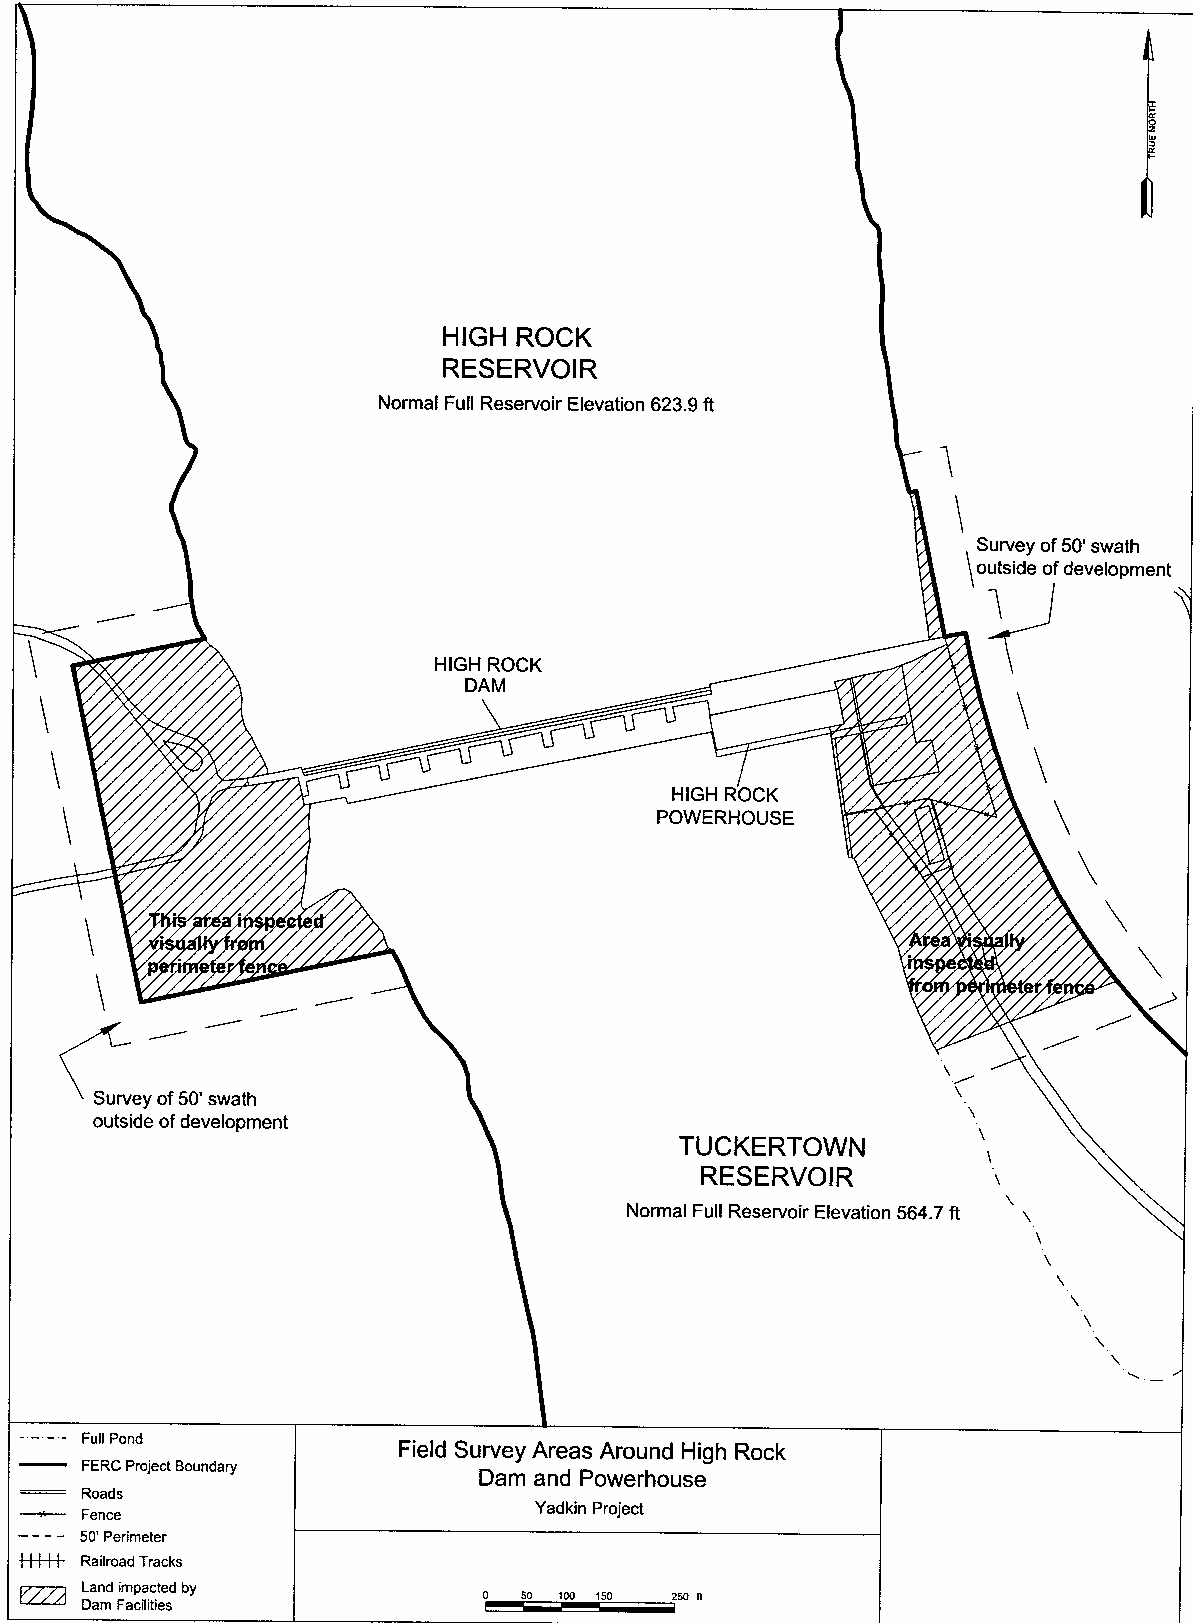 TRUE NORTH
HIGH ROCK
RESERVOIR
Normal Full Reservoir Elevation 623.9 ft
Survey of 50' swath
outside of development
HIGH ROCK
DAM
HIGH ROCK
POWERHOUSE
This area inspected
visually from
perimeter fence
Area visually
inspected
from perimeter fence
Survey of 50' swath
outside of development
TUCKERTOWN
RESERVOIR
Normal Full Reservoir Elevation 564.7 ft
Full Pond
FERC Project Boundary
Roads
Fence
50' Perimeter
Railroad Tracks
Land impacted by
Dam Facilities
Field Survey Areas Around High Rock
Dam and Powerhouse
Yadkin Project
0 50 100 150 250 ft